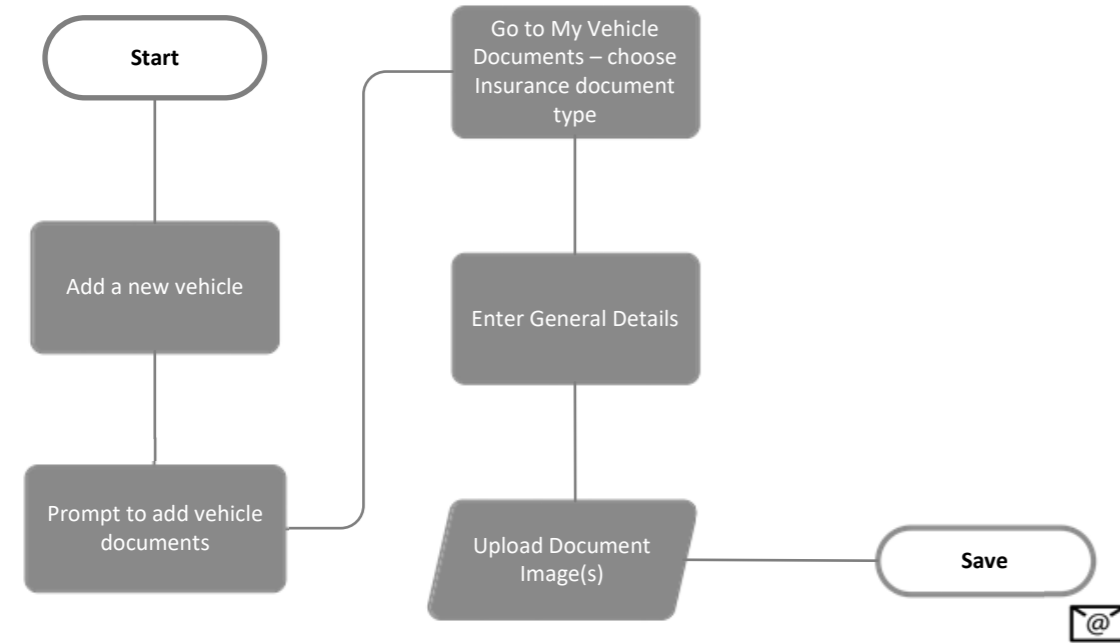 Start
Add a new vehicle
Prompt to add vehicle
documents
Go to My Vehicle
Documents – choose
Insurance document
type
Enter General Details
Upload Document
Image(s)
Save
@